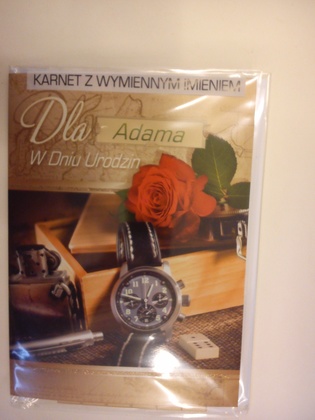 KARNET Z WYMIENNYM IMIENIEM
Dla Adama
W Dniu Urodzin